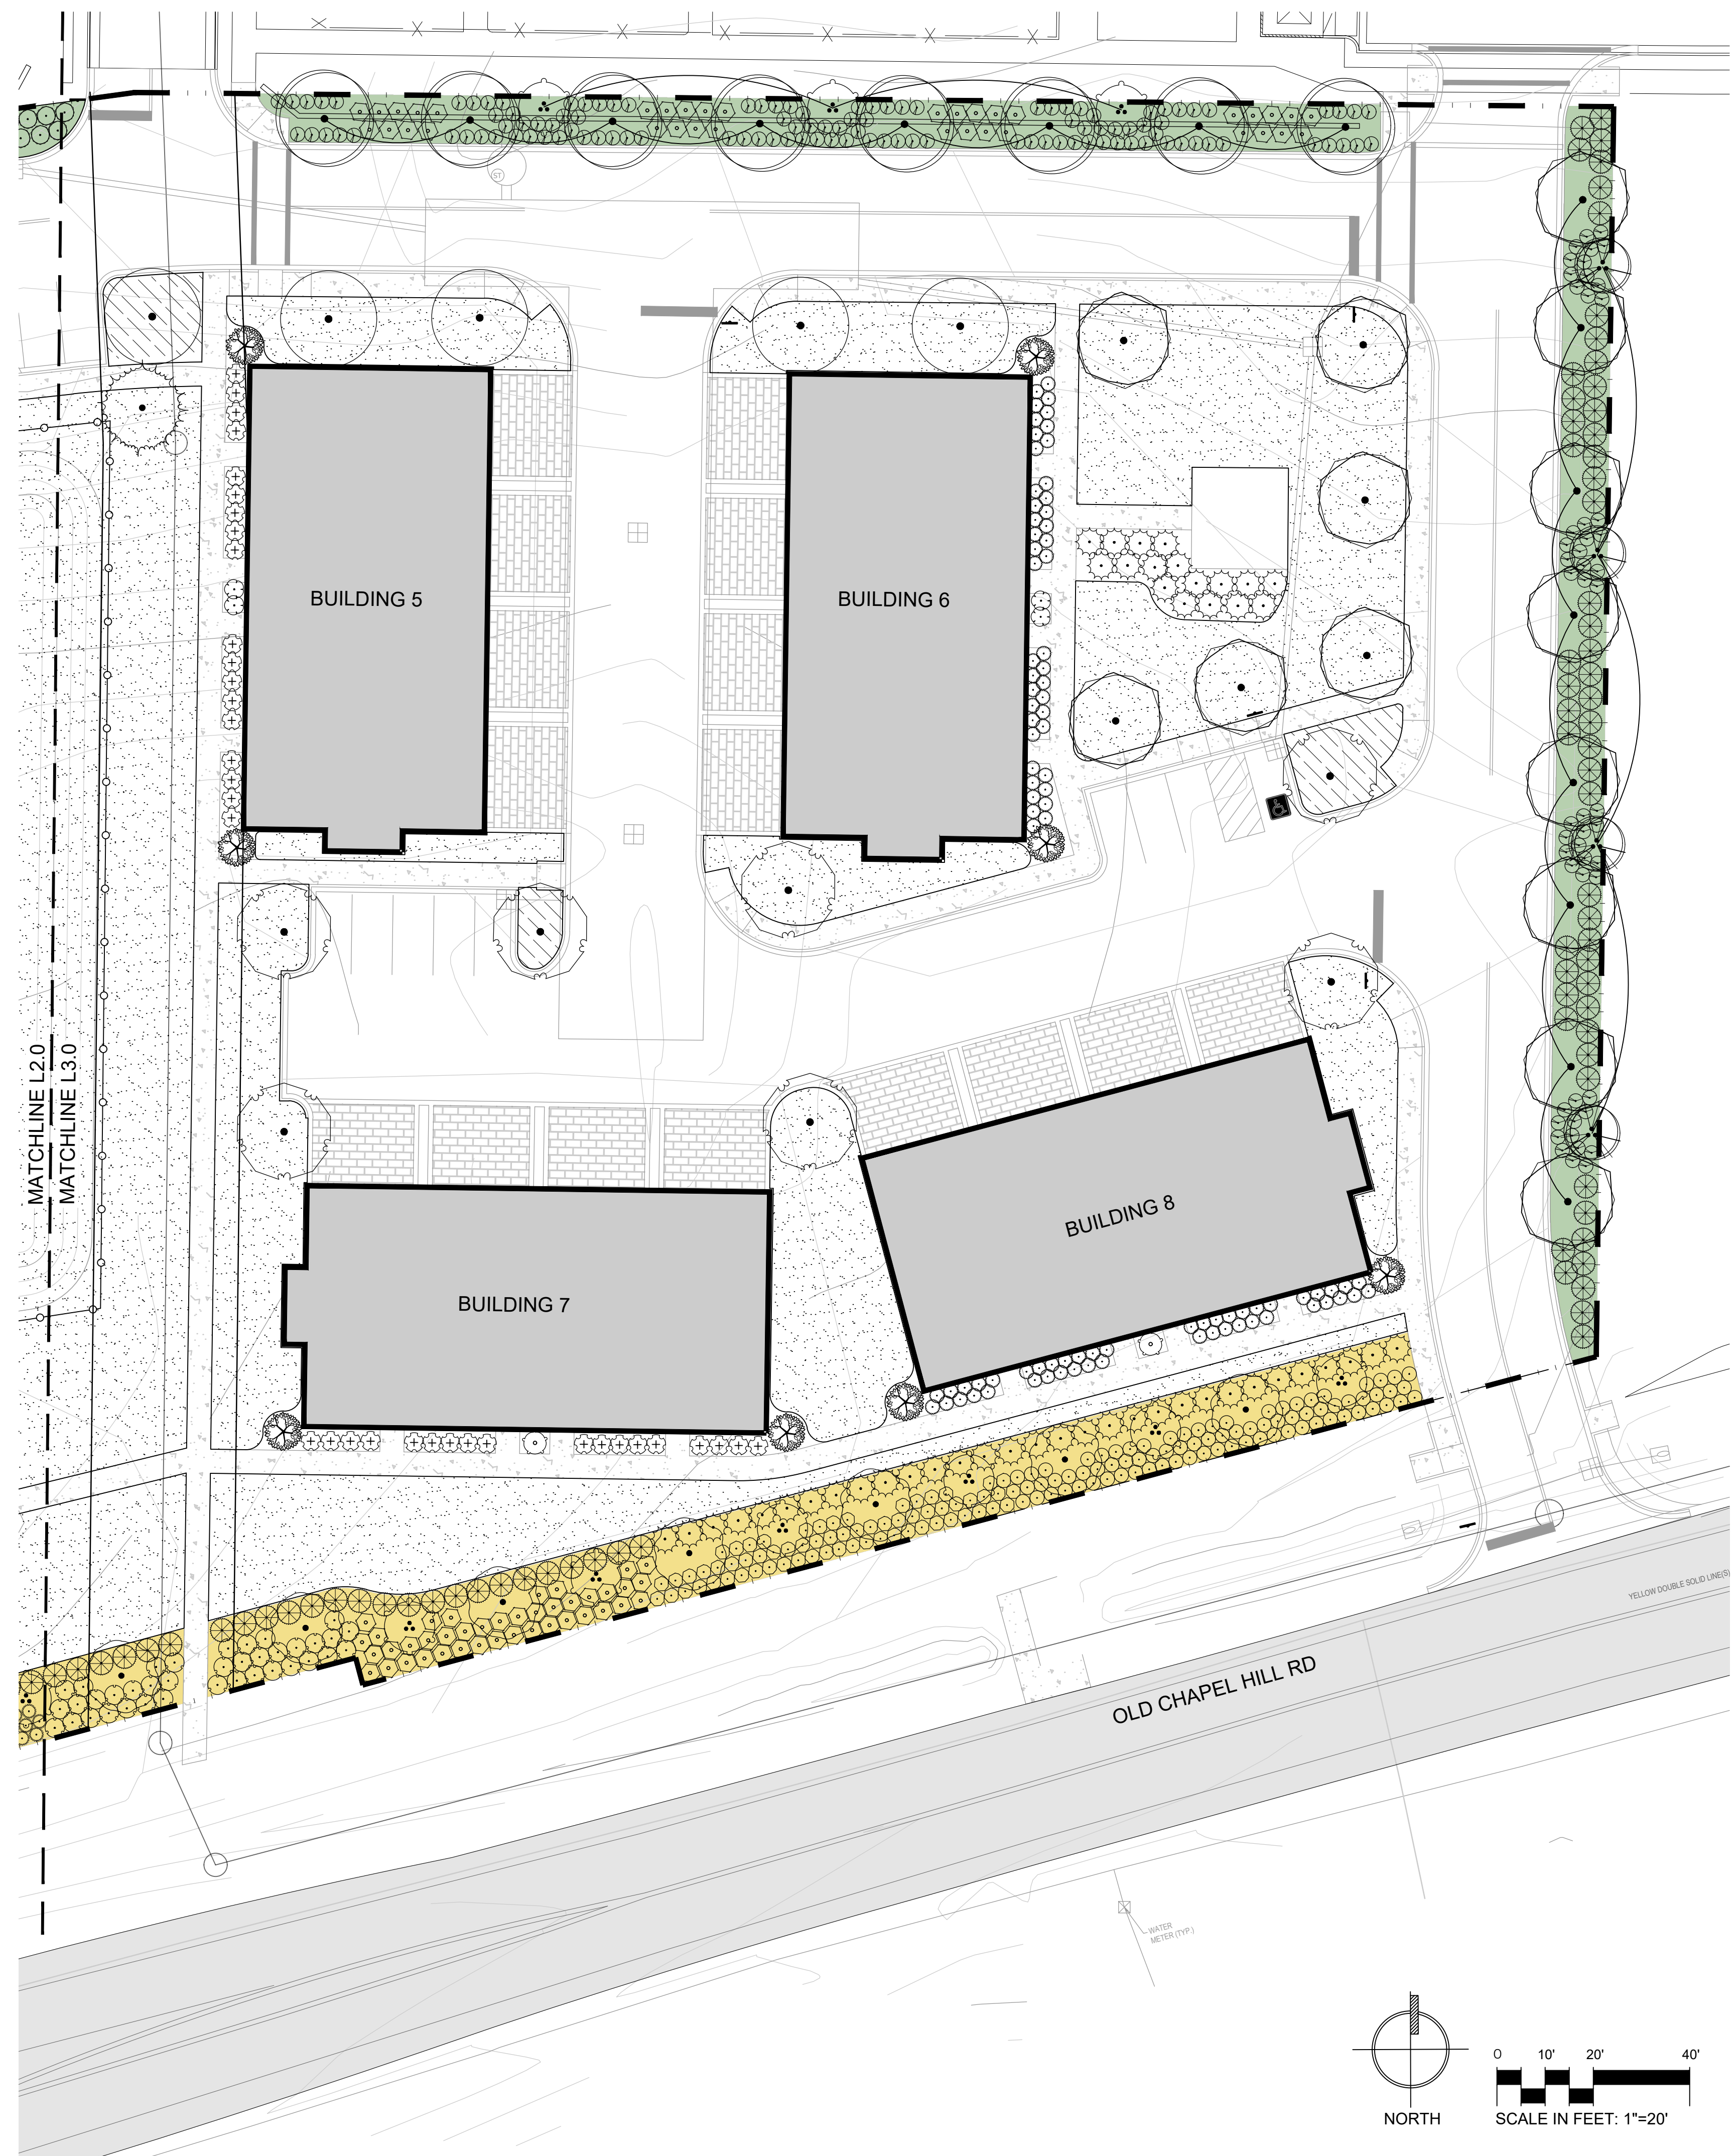 ST
BUILDING 5
BUILDING 6
MATCHLINE L2.0
MATCHLINE L3.0
BUILDING 8
BUILDING 7
YELLOW DOUBLE SOLID LINE(S)
OLD CHAPEL HILL RD
WATER
METER (TYP.)
0 10' 20' 40'
NORTH
SCALE IN FEET: 1"=20'